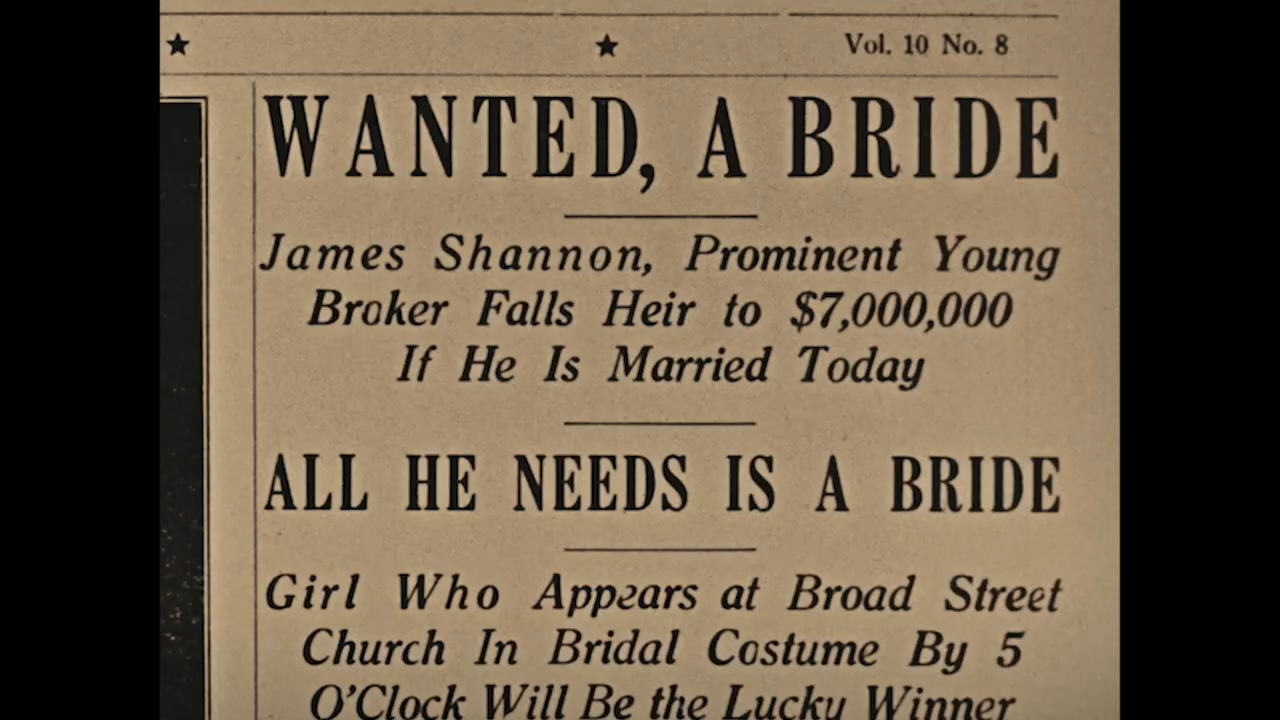 Vol. 10 No. 8
WANTED, A BRIDE
James Shannon, Prominent Young
Broker Falls Heir to $7,000,000
If He Is Married Today
ALL HE NEEDS IS A BRIDE
Girl Who Appears at Broad Street
Church In Bridal Costume By 5
O'Clock Will Be the Lucky Winner